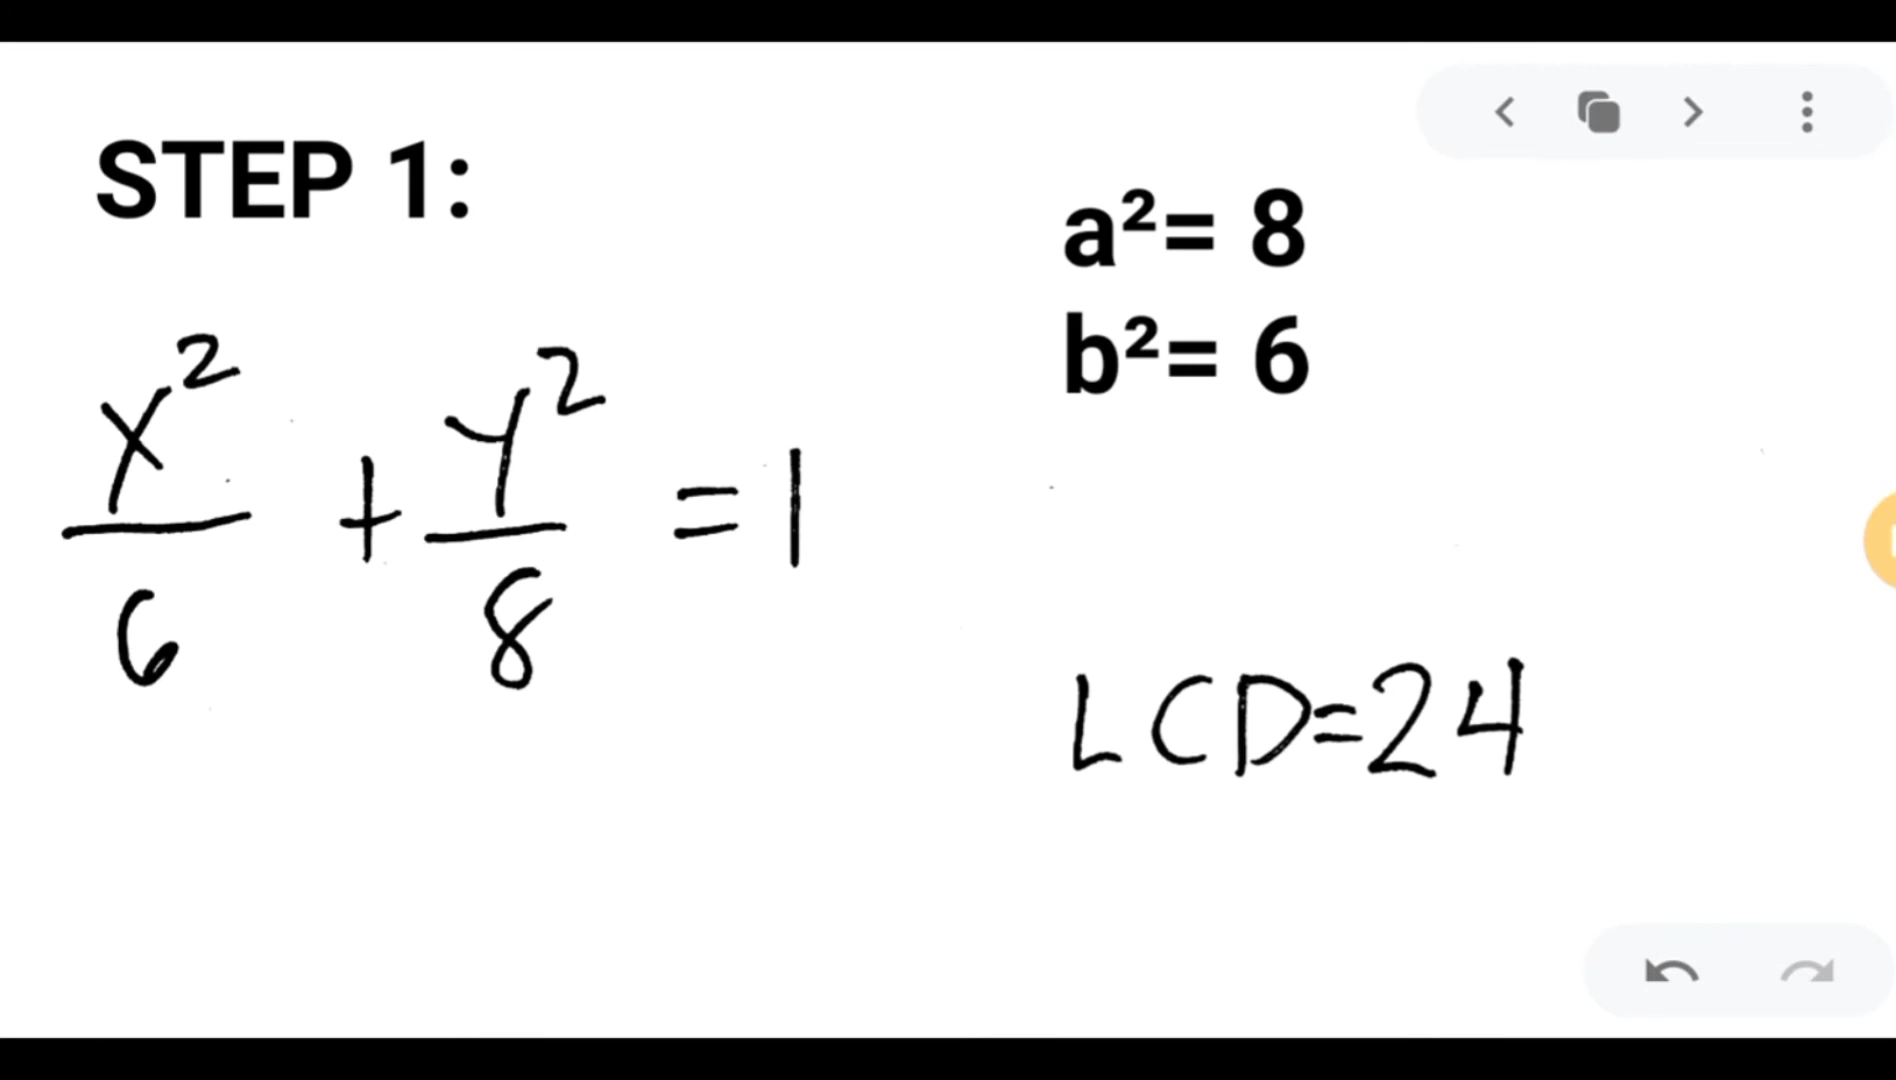 STEP 1:
a²= 8
b²= 6
x²/6 + y²/8 = 1
LCD=24